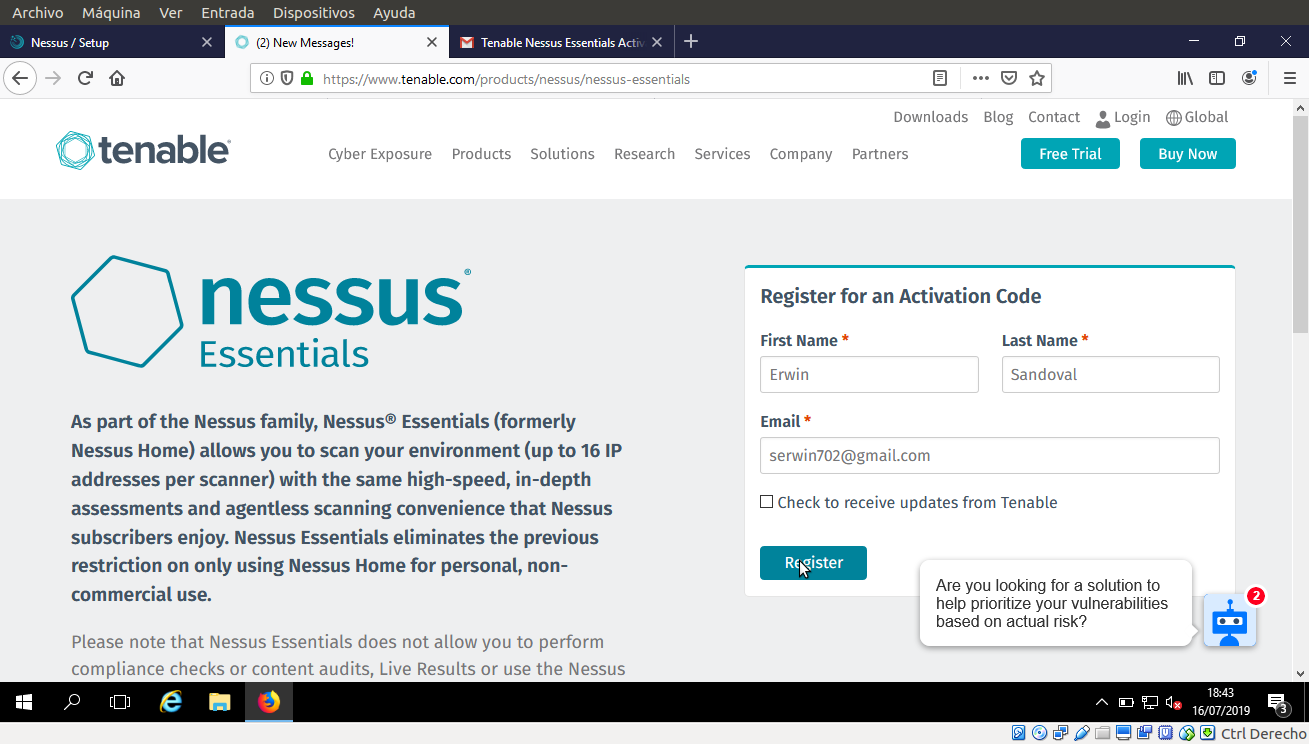 Archivo Máquina Ver Entrada Dispositivos Ayuda
Nessus / Setup
(2) New Messages!
Tenable Nessus Essentials Activ
https://www.tenable.com/products/nessus/nessus-essentials
Downloads Blog Contact Login Global
tenable®
Cyber Exposure Products Solutions Research Services Company Partners
Free Trial Buy Now
nessus®
Essentials
As part of the Nessus family, Nessus® Essentials (formerly
Nessus Home) allows you to scan your environment (up to 16 IP
addresses per scanner) with the same high-speed, in-depth
assessments and agentless scanning convenience that Nessus
subscribers enjoy. Nessus Essentials eliminates the previous
restriction on only using Nessus Home for personal, non-
commercial use.
Please note that Nessus Essentials does not allow you to perform
compliance checks or content audits, Live Results or use the Nessus
Register for an Activation Code
First Name * Last Name *
Erwin Sandoval
Email *
serwin702@gmail.com
Check to receive updates from Tenable
Register
Are you looking for a solution to
help prioritize your vulnerabilities
based on actual risk?
2
18:43
16/07/2019
3
Ctrl Derecho